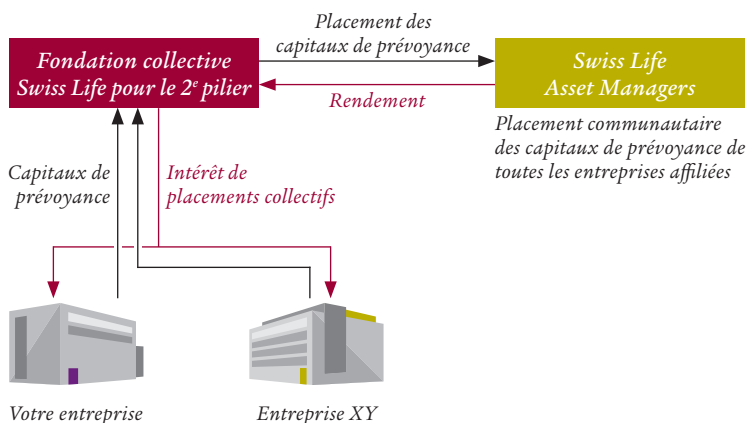 Placement des
capitaux de prévoyance
Fondation collective
Swiss Life pour le 2e pilier
Swiss Life
Asset Managers
Rendement
Placement communautaire
des capitaux de prévoyance de
toutes les entreprises affiliées
Capitaux de
prévoyance
Intérêt de
placements collectifs
Votre entreprise
Entreprise XY